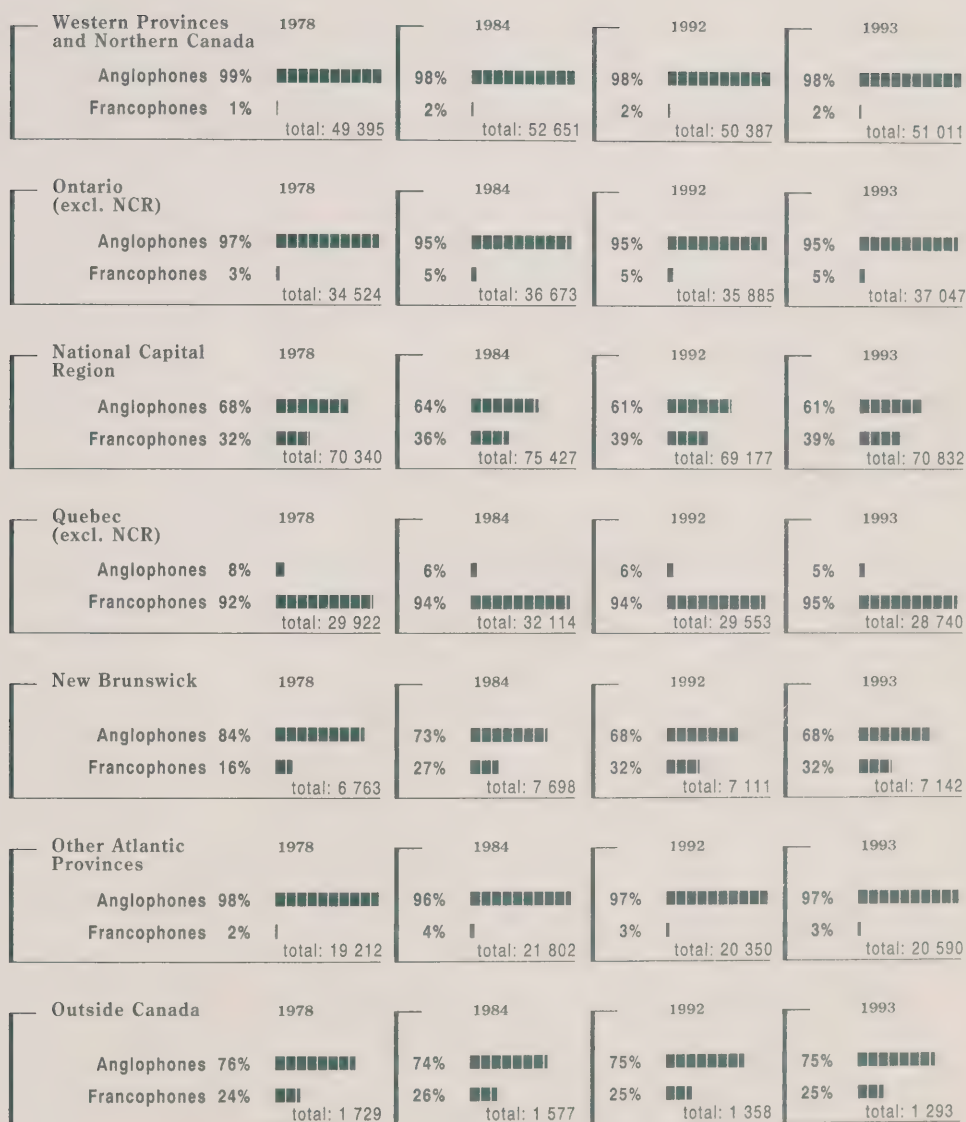 Western Provinces 1978 1984 1992 1993
and Northern Canada
Anglophones 99% 98% 98% 98%
Francophones 1% 2% 2% 2%
total: 49 395 total: 52 651 total: 50 387 total: 51 011
Ontario 1978 1984 1992 1993
(excl. NCR)
Anglophones 97% 95% 95% 95%
Francophones 3% 5% 5% 5%
total: 34 524 total: 36 673 total: 35 885 total: 37 047
National Capital 1978 1984 1992 1993
Region
Anglophones 68% 64% 61% 61%
Francophones 32% 36% 39% 39%
total: 70 340 total: 75 427 total: 69 177 total: 70 832
Quebec 1978 1984 1992 1993
(excl. NCR)
Anglophones 8% 6% 6% 5%
Francophones 92% 94% 94% 95%
total: 29 922 total: 32 114 total: 29 553 total: 28 740
New Brunswick 1978 1984 1992 1993
Anglophones 84% 73% 68% 68%
Francophones 16% 27% 32% 32%
total: 6 763 total: 7 698 total: 7 111 total: 7 142
Other Atlantic 1978 1984 1992 1993
Provinces
Anglophones 98% 96% 97% 97%
Francophones 2% 4% 3% 3%
total: 19 212 total: 21 802 total: 20 350 total: 20 590
Outside Canada 1978 1984 1992 1993
Anglophones 76% 74% 75% 75%
Francophones 24% 26% 25% 25%
total: 1 729 total: 1 577 total: 1 358 total: 1 293